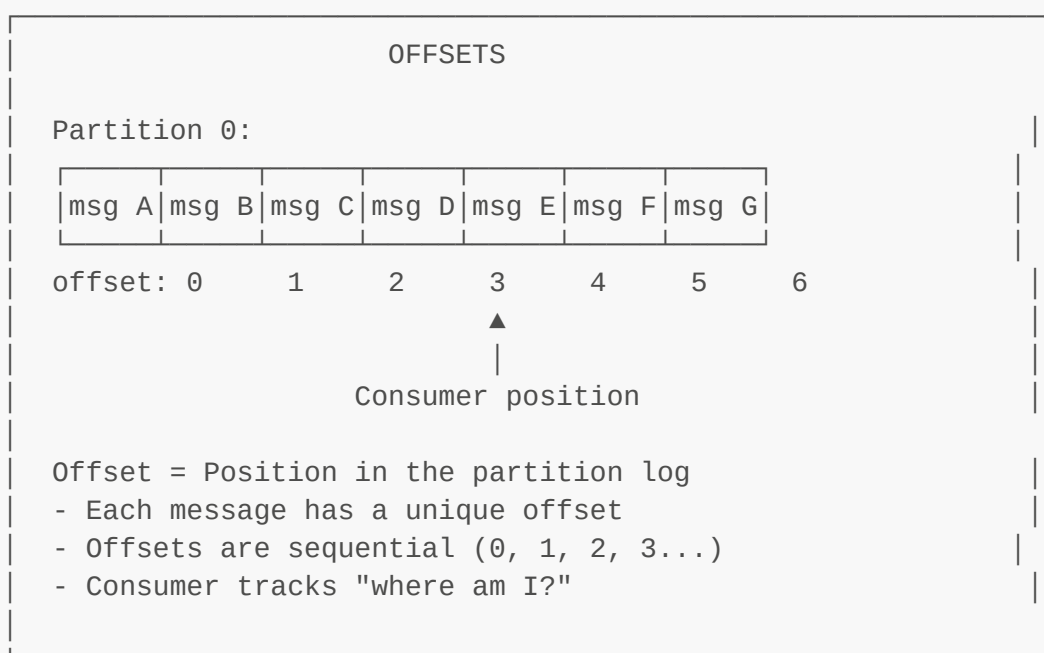 OFFSETS
Partition 0:
|msg A|msg B|msg C|msg D|msg E|msg F|msg G|
offset: 0 1 2 3 4 5 6
▲
Consumer position
Offset = Position in the partition log
- Each message has a unique offset
- Offsets are sequential (0, 1, 2, 3...)
- Consumer tracks "where am I?"